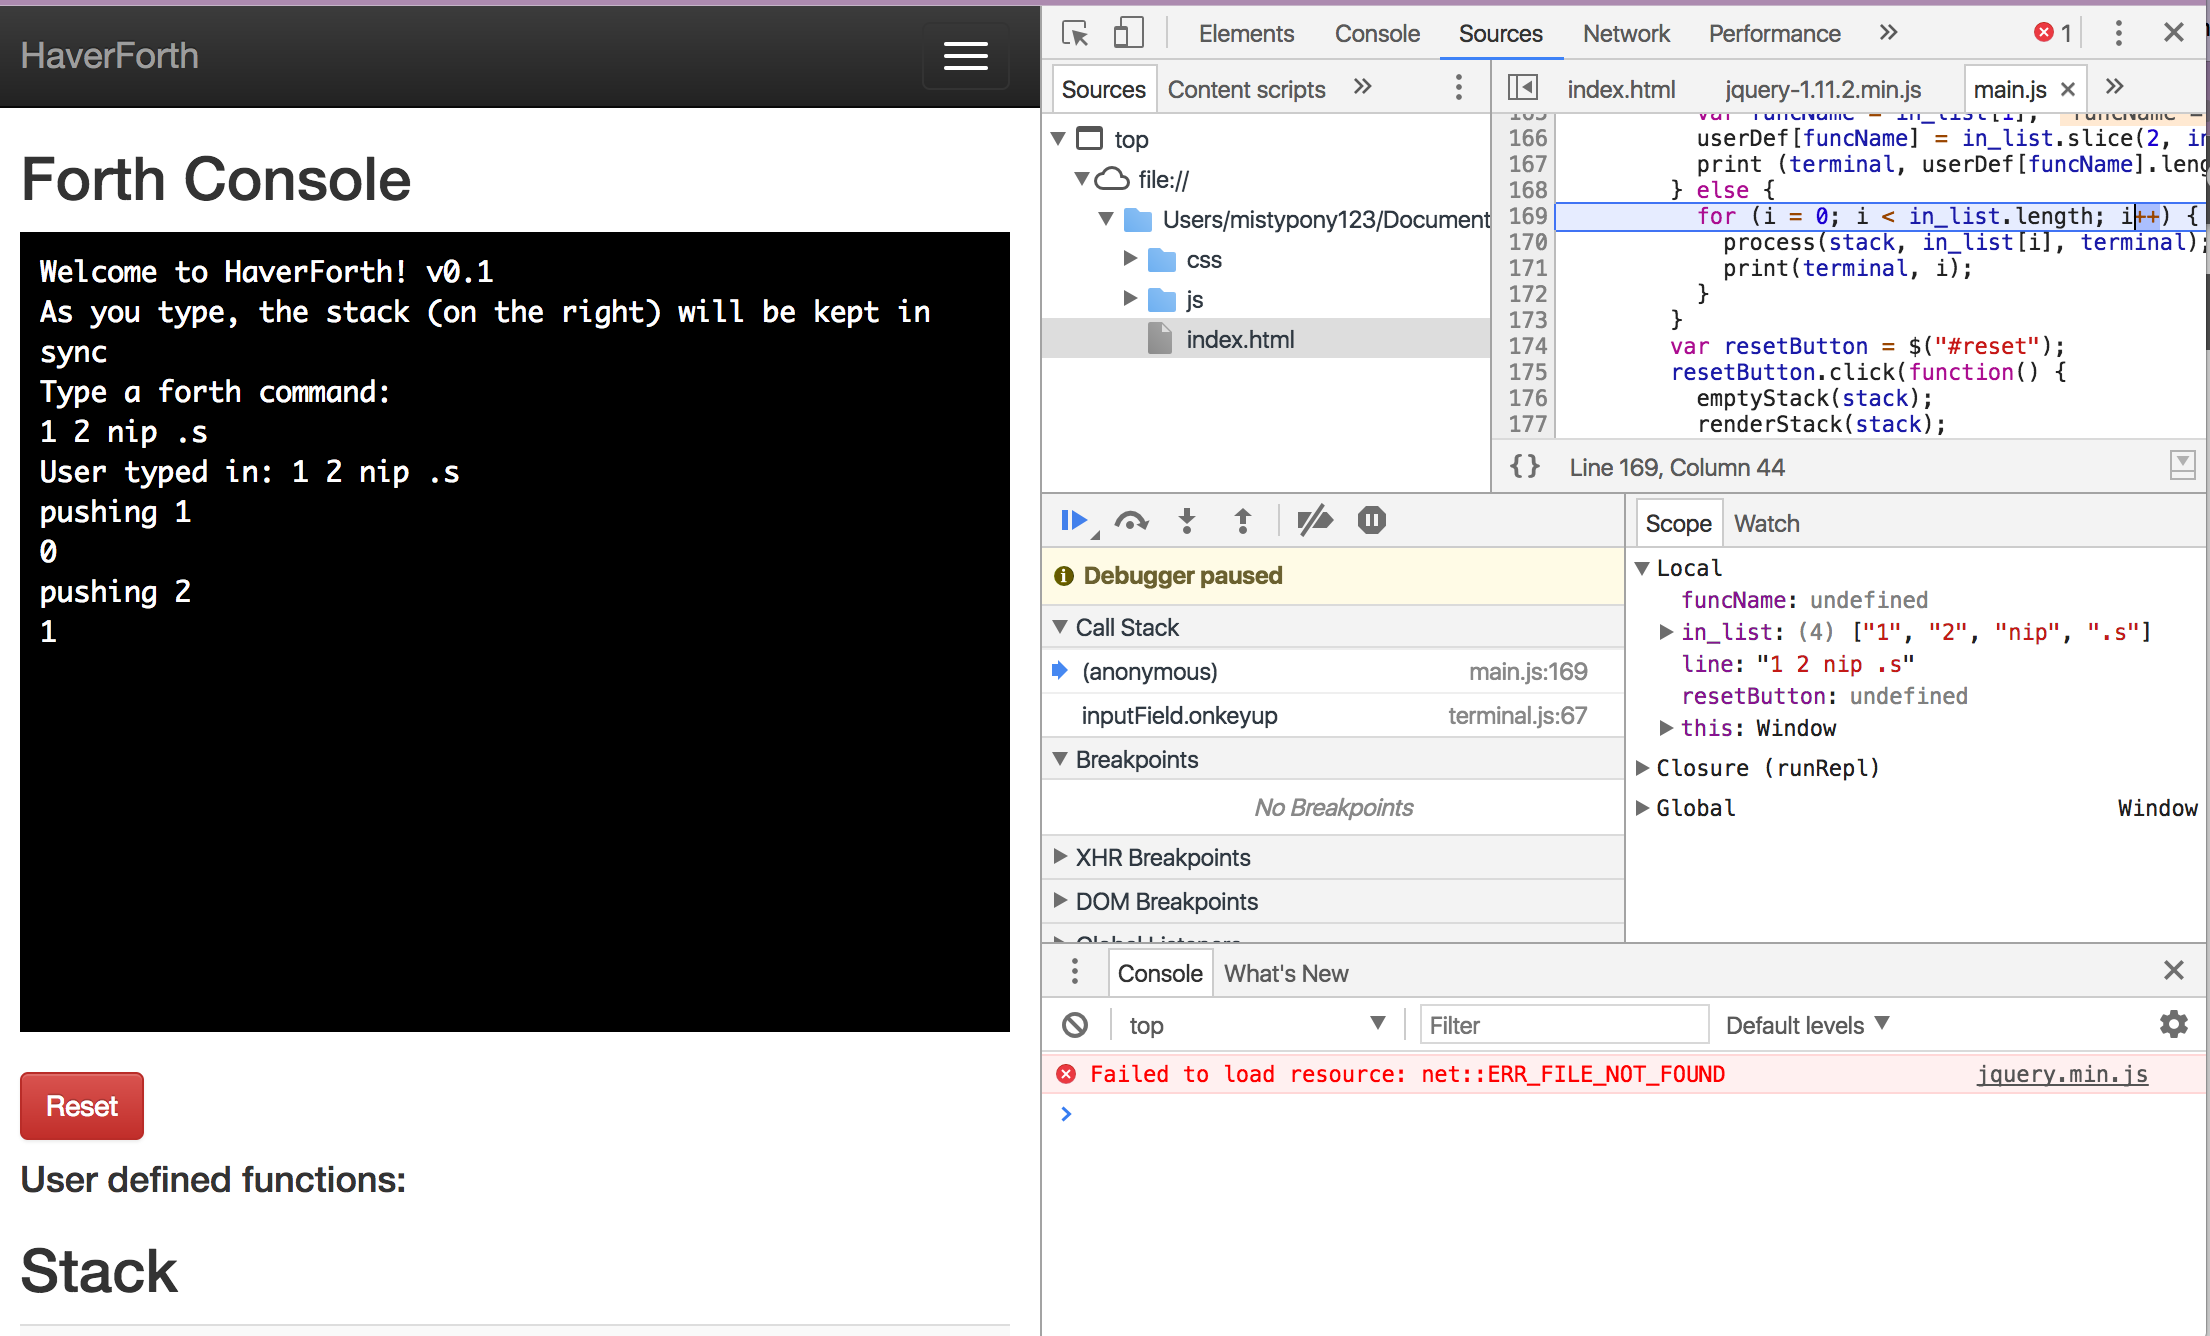 HaverForth
Forth Console
Welcome to HaverForth! v0.1
As you type, the stack (on the right) will be kept in
sync
Type a forth command:
1 2 nip .s
User typed in: 1 2 nip .s
pushing 1
0
pushing 2
1
Reset
User defined functions:
Stack
Elements Console Sources Network Performance » 1
Sources Content scripts »
top
file://
Users/mistypony123/Document
css
js
index.html
index.html jquery-1.11.2.min.js main.js »
165 var funcName = in_list[1]; funcName =
166 userDef[funcName] = in_list.slice(2, in
167 print (terminal, userDef[funcName].leng
168 } else {
169 for (i = 0; i < in_list.length; i++) {
170 process(stack, in_list[i], terminal);
171 print(terminal, i);
172 }
173 }
174 var resetButton = $("#reset");
175 resetButton.click(function() {
176 emptyStack(stack);
177 renderStack(stack);
{} Line 169, Column 44
Debugger paused
Call Stack
(anonymous) main.js:169
inputField.onkeyup terminal.js:67
Breakpoints
No Breakpoints
XHR Breakpoints
DOM Breakpoints
Global Listeners
Scope Watch
Local
funcName: undefined
in_list: (4) ["1", "2", "nip", ".s"]
line: "1 2 nip .s"
resetButton: undefined
this: Window
Closure (runRepl)
Global Window
Console What's New
top Filter Default levels
Failed to load resource: net::ERR_FILE_NOT_FOUND jquery.min.js